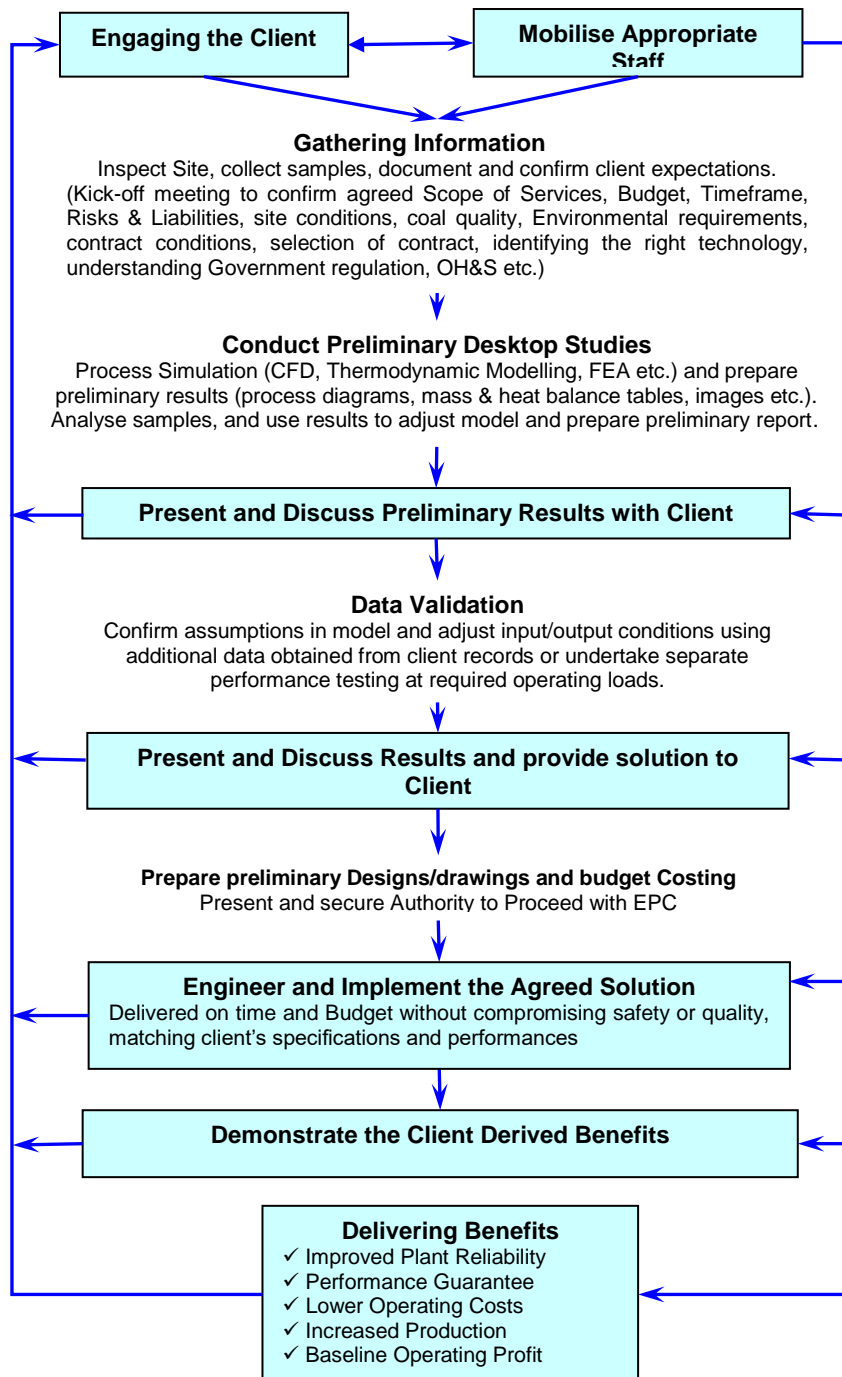 Engaging the Client
Mobilise Appropriate
Staff
Gathering Information
Inspect Site, collect samples, document and confirm client expectations.
(Kick-off meeting to confirm agreed Scope of Services, Budget, Timeframe,
Risks & Liabilities, site conditions, coal quality, Environmental requirements,
contract conditions, selection of contract, identifying the right technology,
understanding Government regulation, OH&S etc.)
Conduct Preliminary Desktop Studies
Process Simulation (CFD, Thermodynamic Modelling, FEA etc.) and prepare
preliminary results (process diagrams, mass & heat balance tables, images etc.).
Analyse samples, and use results to adjust model and prepare preliminary report.
Present and Discuss Preliminary Results with Client
Data Validation
Confirm assumptions in model and adjust input/output conditions using
additional data obtained from client records or undertake separate
performance testing at required operating loads.
Present and Discuss Results and provide solution to
Client
Prepare preliminary Designs/drawings and budget Costing
Present and secure Authority to Proceed with EPC
Engineer and Implement the Agreed Solution
Delivered on time and Budget without compromising safety or quality,
matching client's specifications and performances
Demonstrate the Client Derived Benefits
Delivering Benefits
✓ Improved Plant Reliability
✓ Performance Guarantee
✓ Lower Operating Costs
✓ Increased Production
✓ Baseline Operating Profit